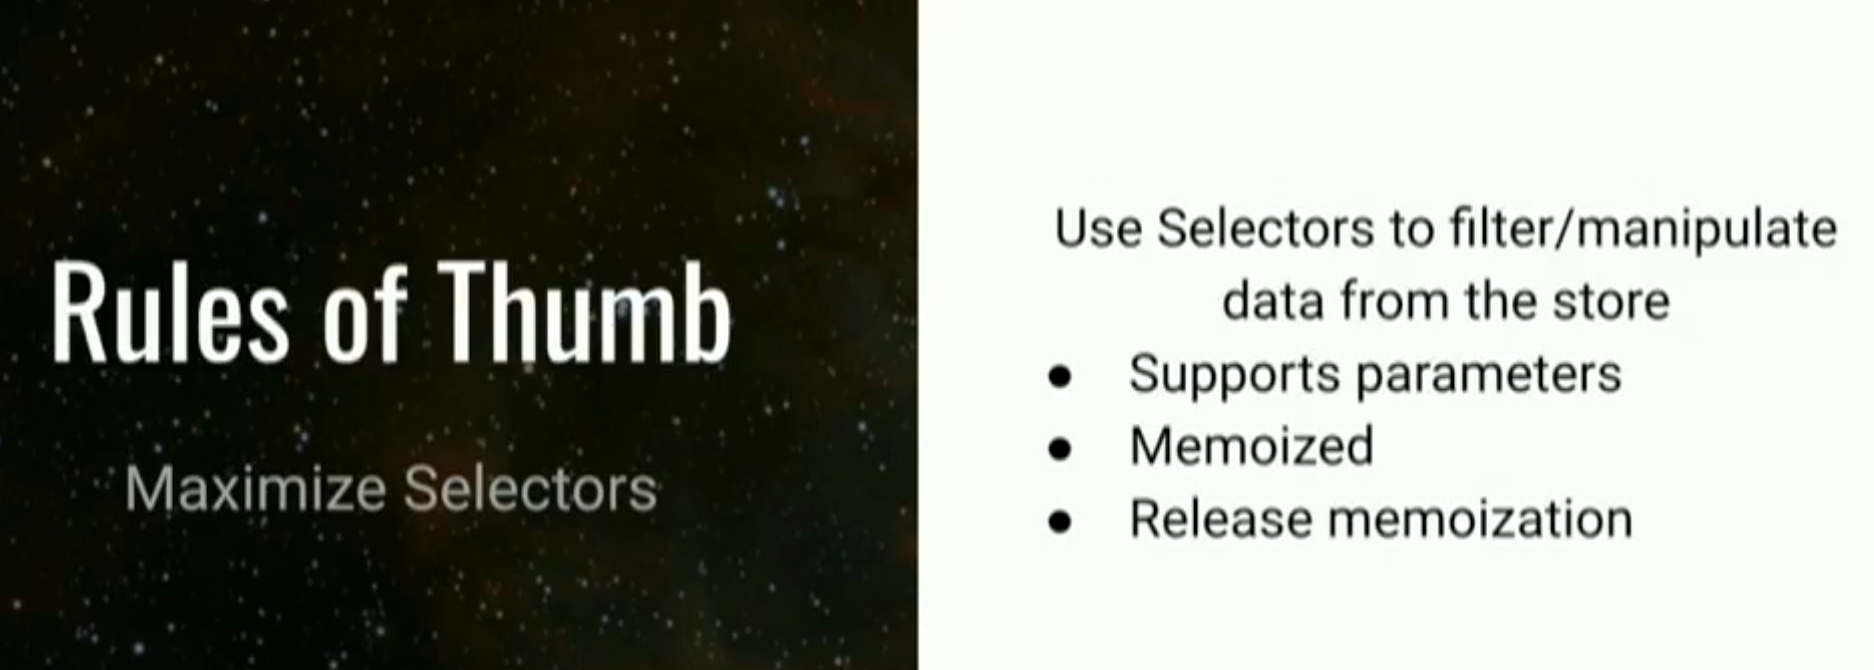 Rules of Thumb
Maximize Selectors
Use Selectors to filter/manipulate
data from the store
● Supports parameters
● Memoized
● Release memoization